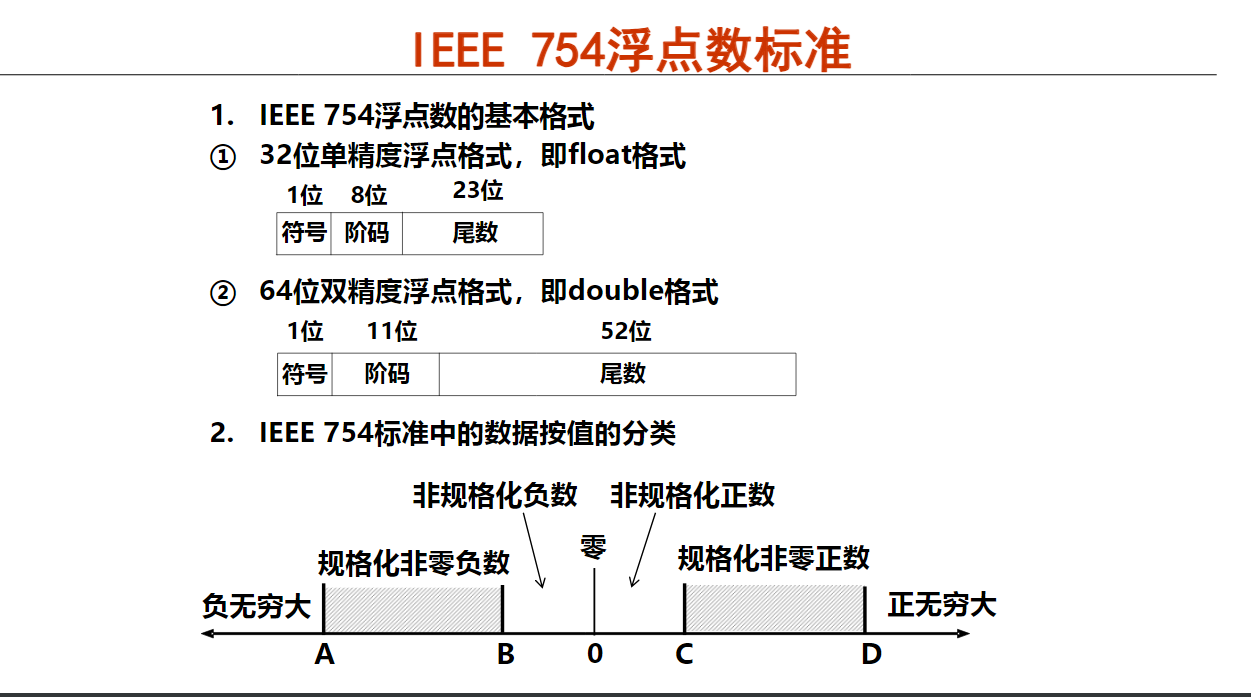 IEEE 754浮点数标准
1. IEEE 754浮点数的基本格式
① 32位单精度浮点格式，即float格式
1位 8位 23位
符号 阶码 尾数
② 64位双精度浮点格式，即double格式
1位 11位 52位
符号 阶码 尾数
2. IEEE 754标准中的数据按值的分类
非规格化负数 非规格化正数
零
规格化非零负数 规格化非零正数
负无穷大 正无穷大
A B 0 C D